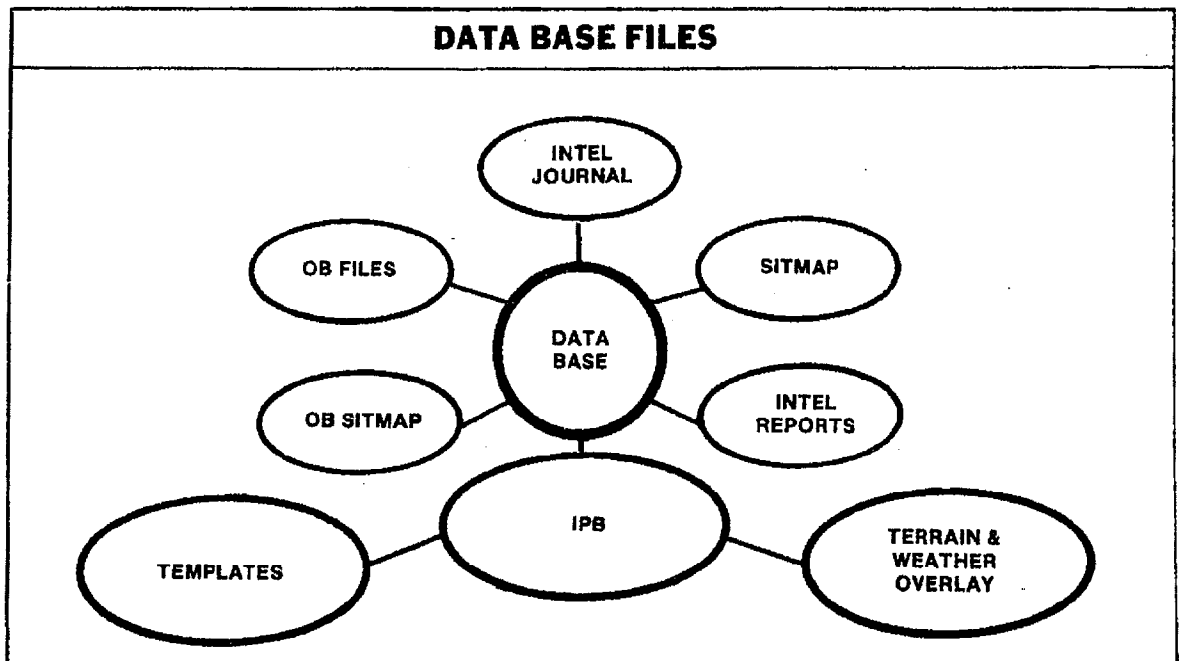 DATA BASE FILES
INTEL
JOURNAL
OB FILES
SITMAP
DATA
BASE
OB SITMAP
INTEL
REPORTS
IPB
TEMPLATES
TERRAIN &
WEATHER
OVERLAY